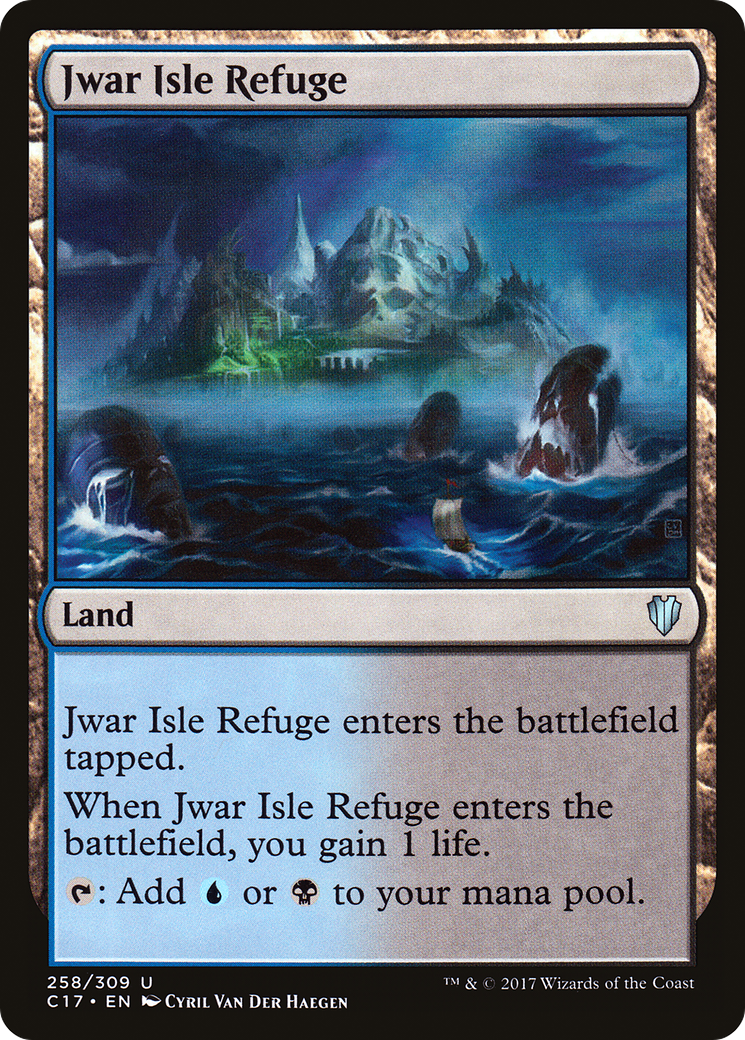 Jwar Isle Refuge
Land
Jwar Isle Refuge enters the battlefield
tapped.
When Jwar Isle Refuge enters the
battlefield, you gain 1 life.
: Add or to your mana pool.
258/309 U
™ & © 2017 Wizards of the Coast
C17 • EN Cyril Van Der Haegen